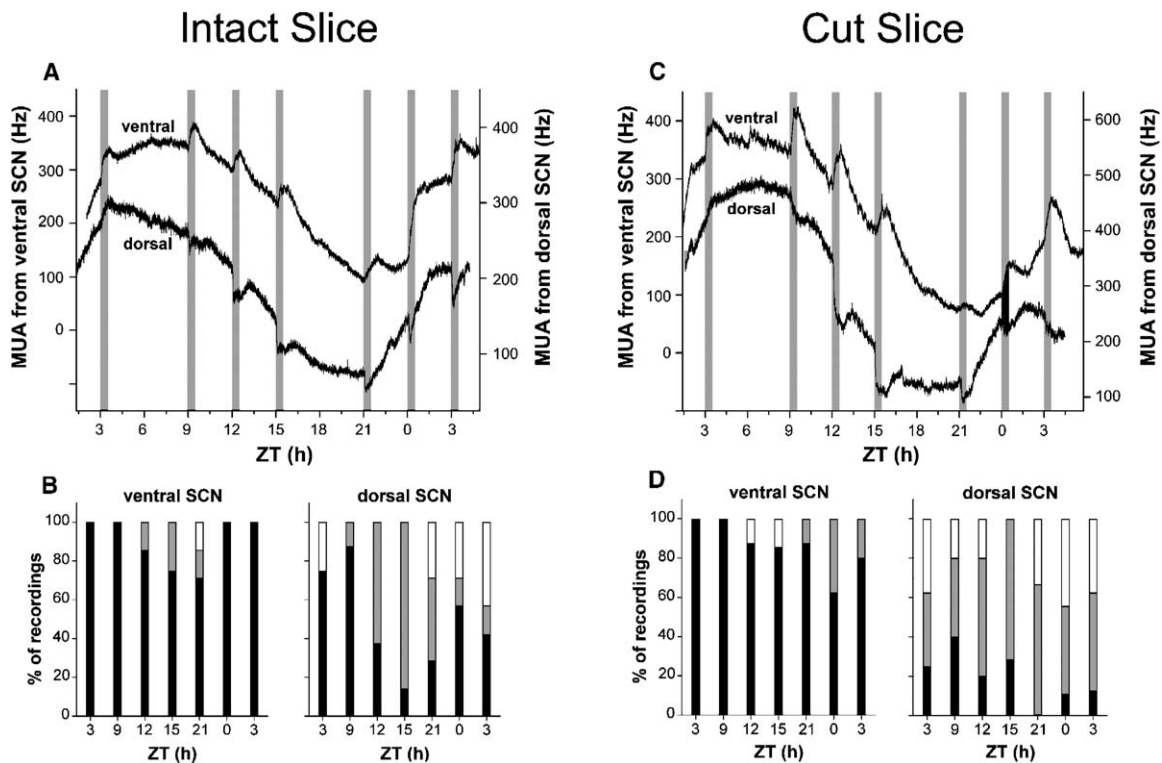 Intact Slice
Cut Slice
A
MUA from ventral SCN (Hz)
400
300
200
100
0
ventral
dorsal
400
300
200
100
MUA from dorsal SCN (Hz)
3 6 9 12 15 18 21 0 3
ZT (h)
C
MUA from ventral SCN (Hz)
400
300
200
100
0
ventral
dorsal
600
500
400
300
200
100
MUA from dorsal SCN (Hz)
3 6 9 12 15 18 21 0 3
ZT (h)
B
ventral SCN
dorsal SCN
% of recordings
100
80
60
40
20
0
3 9 12 15 21 0 3
ZT (h)
3 9 12 15 21 0 3
ZT (h)
D
ventral SCN
dorsal SCN
% of recordings
100
80
60
40
20
0
3 9 12 15 21 0 3
ZT (h)
3 9 12 15 21 0 3
ZT (h)